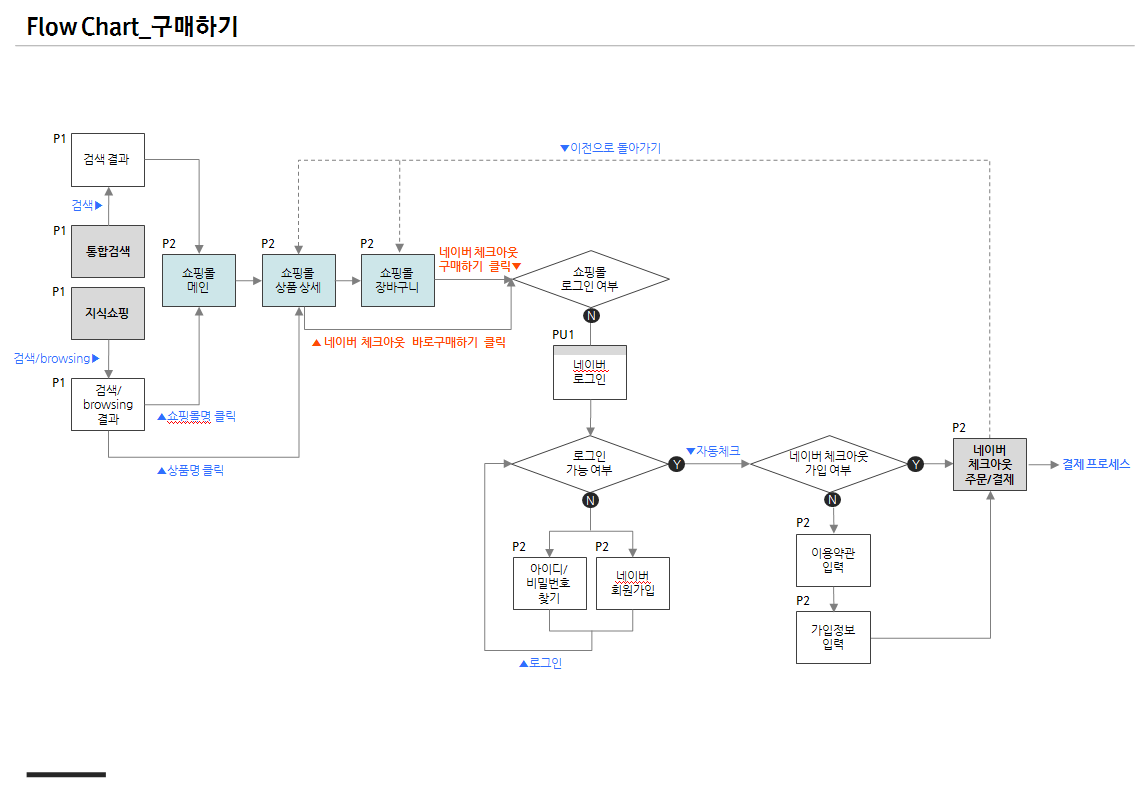 Flow Chart_구매하기
▼이전으로 돌아가기
P1
검색 결과
검색▶
P1
통합검색
P1
지식쇼핑
검색/browsing▶
P1
검색/
browsing
결과
▲쇼핑몰명 클릭
▲상품명 클릭
P2
쇼핑몰
메인
P2
쇼핑몰
상품 상세
P2
쇼핑몰
장바구니
네이버 체크아웃
구매하기 클릭▼
▲ 네이버 체크아웃 바로구매하기 클릭
쇼핑몰
로그인 여부
N
PU1
네이버
로그인
로그인
가능 여부
Y
▼자동체크
N
P2
아이디/
비밀번호
찾기
P2
네이버
회원가입
▲로그인
네이버 체크아웃
가입 여부
Y
N
P2
이용약관
입력
P2
가입정보
입력
P2
네이버
체크아웃
주문/결제
결제 프로세스